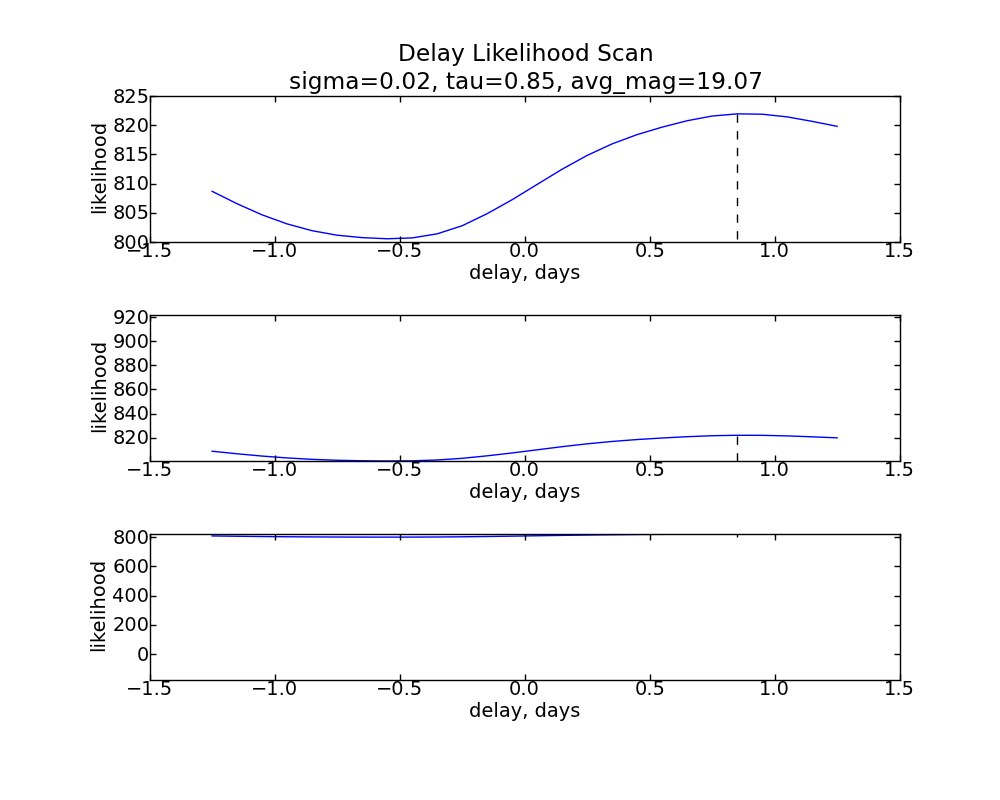 Delay Likelihood Scan
sigma=0.02, tau=0.85, avg_mag=19.07
825
820
815
810
805
800
likelihood
−1.5 −1.0 −0.5 0.0 0.5 1.0 1.5
delay, days
920
900
880
860
840
820
likelihood
−1.5 −1.0 −0.5 0.0 0.5 1.0 1.5
delay, days
800
600
400
200
0
likelihood
−1.5 −1.0 −0.5 0.0 0.5 1.0 1.5
delay, days